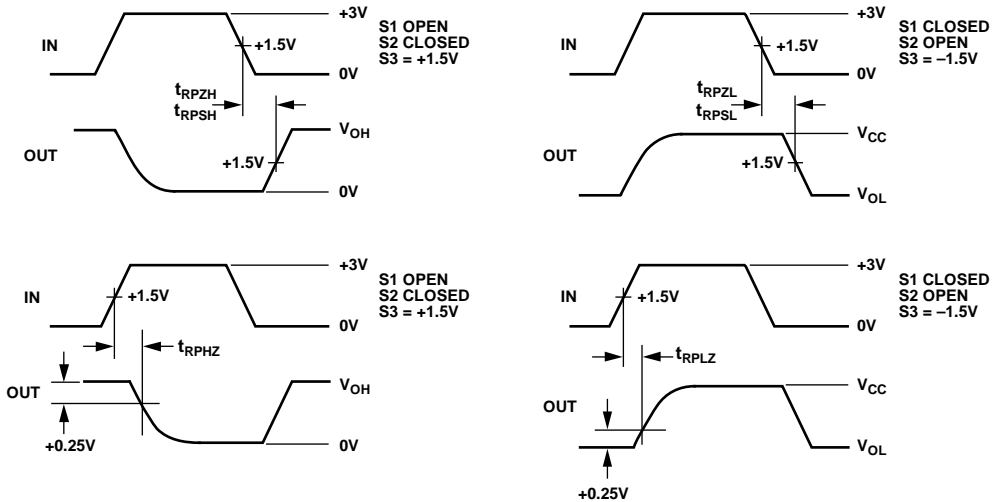 +3V
S1 OPEN
S2 CLOSED
S3 = +1.5V
IN
+1.5V
0V
tRPZH
tRPSH
VOH
OUT
+1.5V
0V
+3V
S1 CLOSED
S2 OPEN
S3 = –1.5V
IN
+1.5V
0V
tRPZL
tRPSL
VCC
OUT
+1.5V
VOL
+3V
S1 OPEN
S2 CLOSED
S3 = +1.5V
IN
+1.5V
0V
tRPHZ
VOH
OUT
0V
+0.25V
+3V
S1 CLOSED
S2 OPEN
S3 = –1.5V
IN
+1.5V
0V
tRPLZ
VCC
OUT
VOL
+0.25V